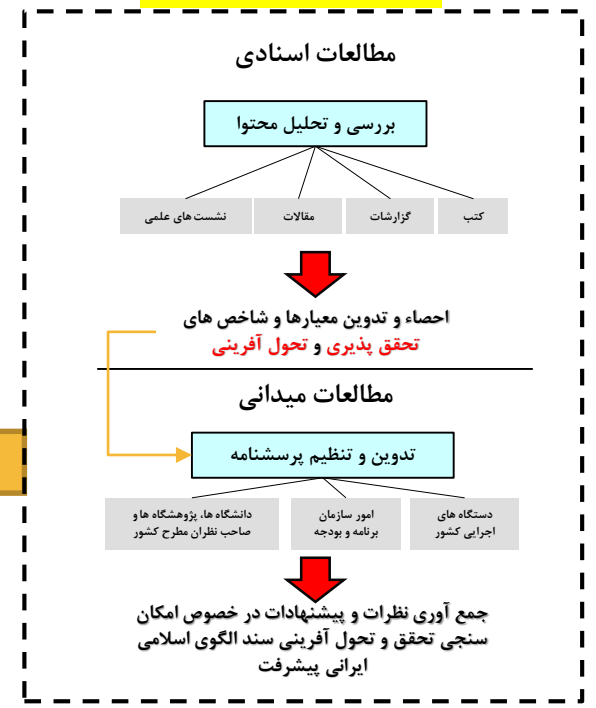 مطالعات اسنادی
بررسی و تحلیل محتوا
کتب
گزارشات
مقالات
نشست های علمی
احصاء و تدوین معیارها و شاخص های
تحقق پذیری و تحول آفرینی
مطالعات میدانی
تدوین و تنظیم پرسشنامه
دستگاه های
اجرایی کشور
امور سازمان
برنامه و بودجه
دانشگاه ها، پژوهشگاه ها و
صاحب نظران مطرح کشور
جمع آوری نظرات و پیشنهادات در خصوص امکان
سنجی تحقق و تحول آفرینی سند الگوی اسلامی
ایرانی پیشرفت